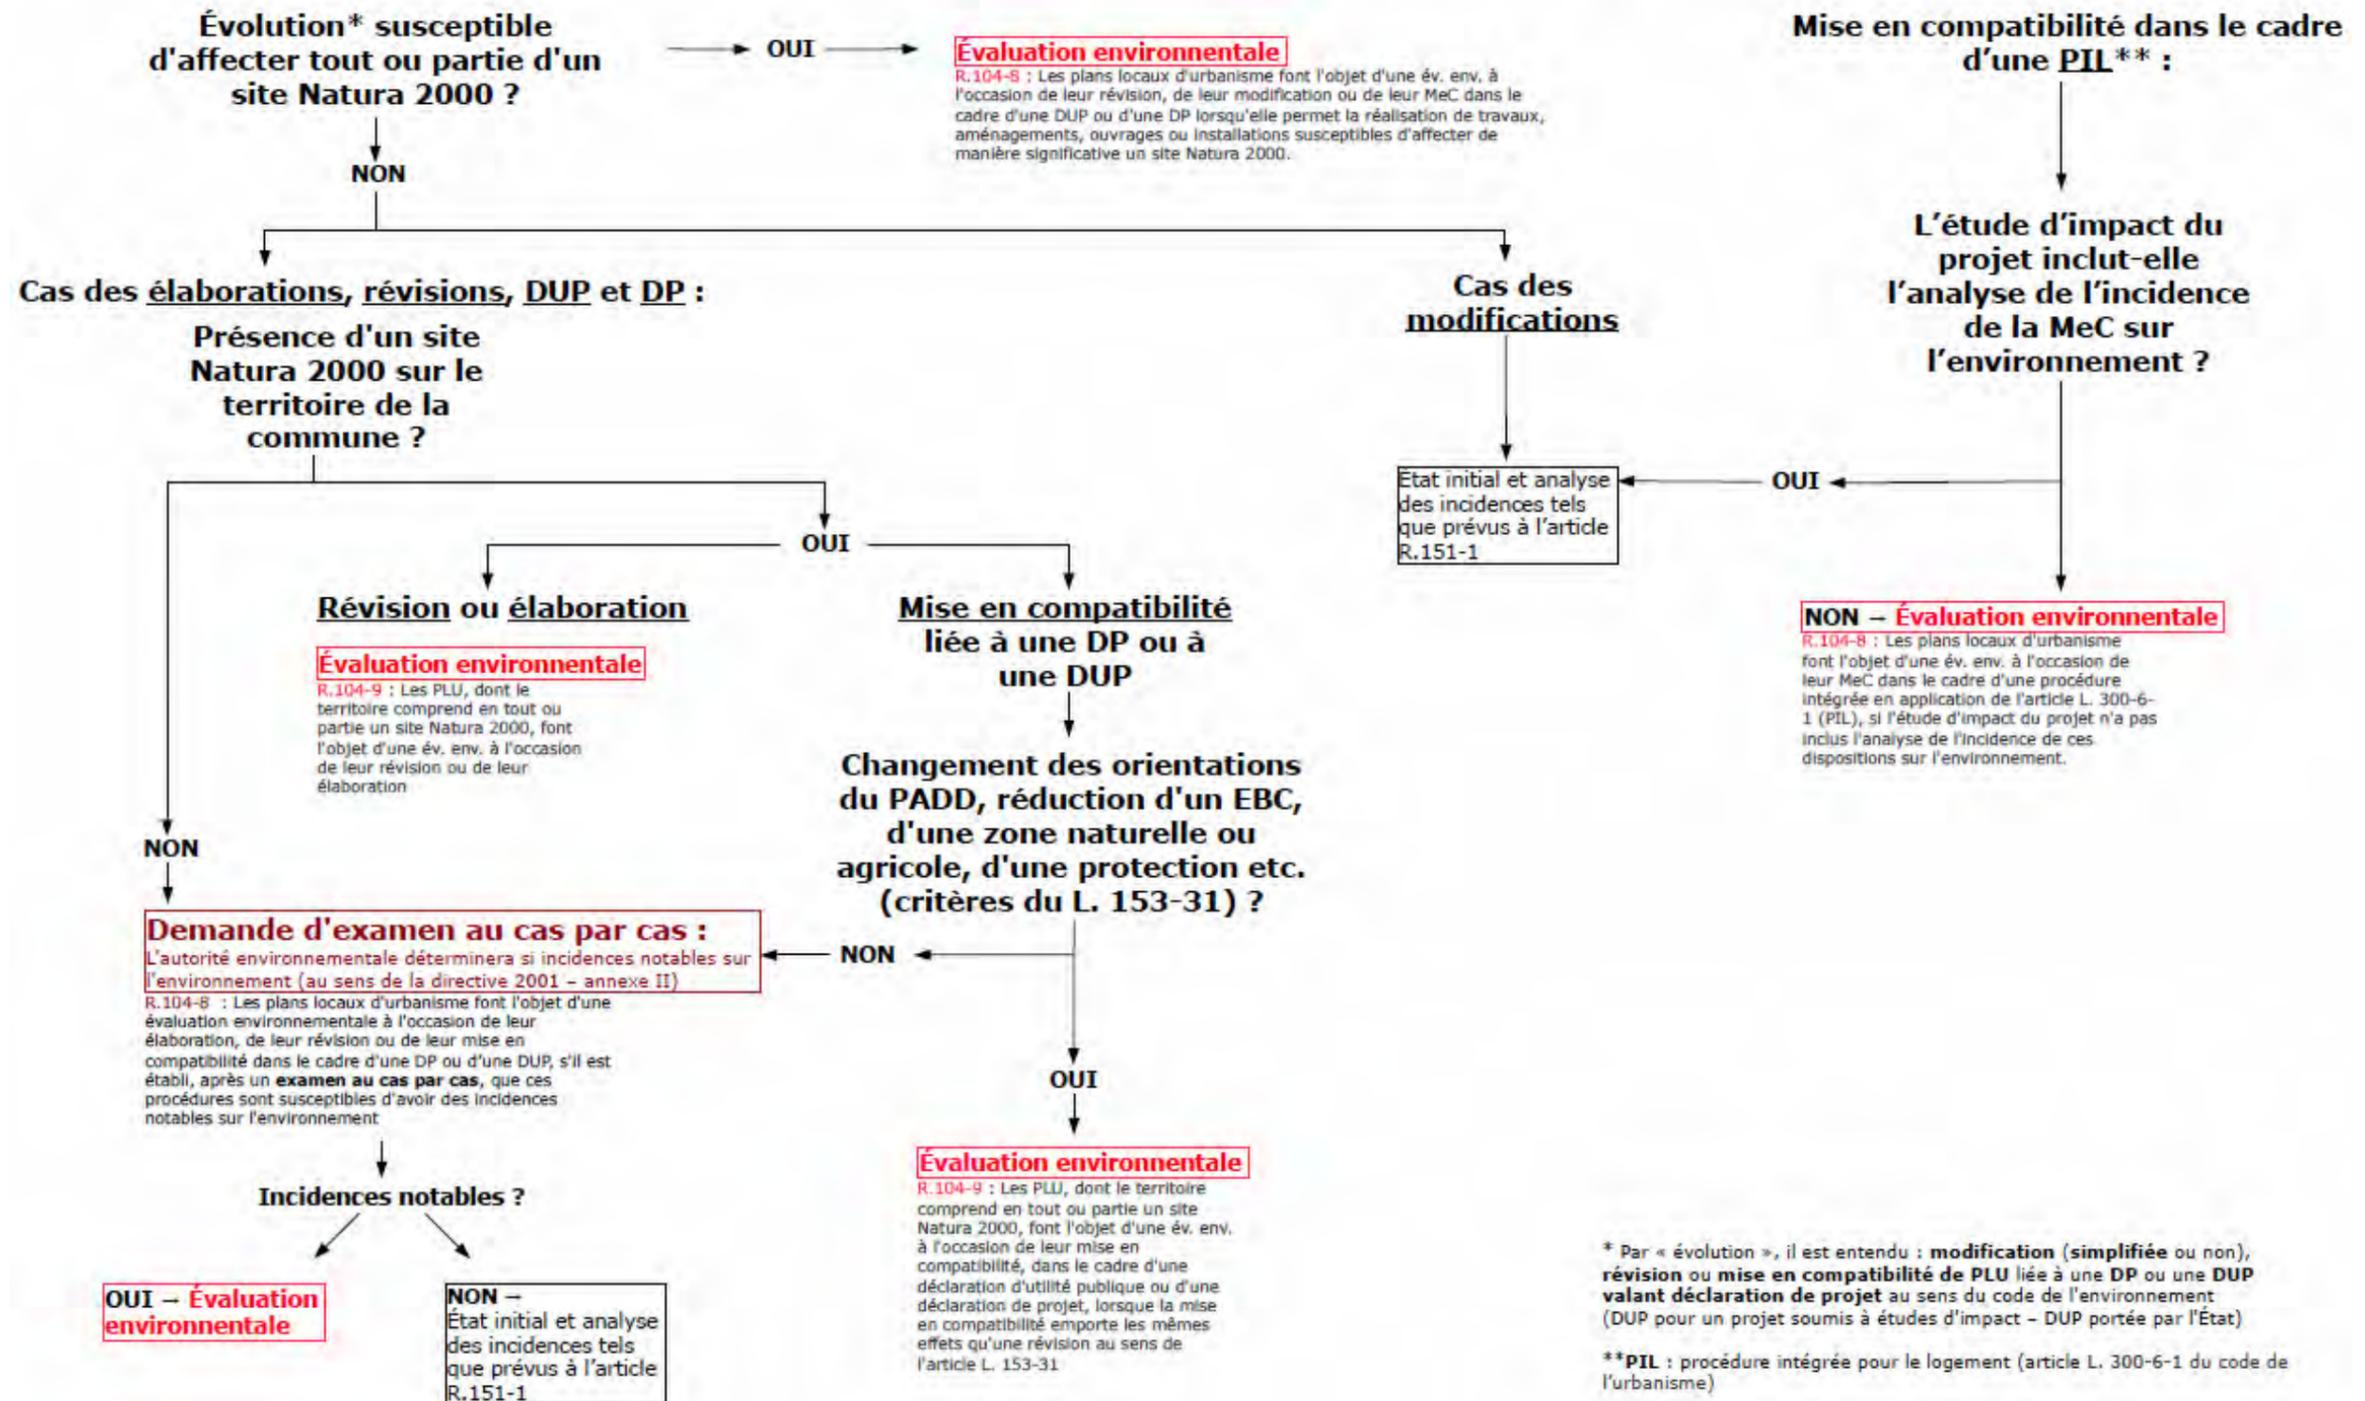 Évolution* susceptible
d'affecter tout ou partie d'un
site Natura 2000 ?
OUI
Évaluation environnementale
R.104-8 : Les plans locaux d'urbanisme font l'objet d'une év. env. à
l'occasion de leur révision, de leur modification ou de leur MeC dans le
cadre d'une DUP ou d'une DP lorsqu'elle permet la réalisation de travaux,
aménagements, ouvrages ou installations susceptibles d'affecter de
manière significative un site Natura 2000.
NON
Cas des élaborations, révisions, DUP et DP :
Présence d'un site
Natura 2000 sur le
territoire de la
commune ?
OUI
Révision ou élaboration
Évaluation environnementale
R.104-9 : Les PLU, dont le
territoire comprend en tout ou
partie un site Natura 2000, font
l'objet d'une év. env. à l'occasion
de leur révision ou de leur
élaboration
Mise en compatibilité
liée à une DP ou à
une DUP
Changement des orientations
du PADD, réduction d'un EBC,
d'une zone naturelle ou
agricole, d'une protection etc.
(critères du L. 153-31) ?
NON
NON
Demande d'examen au cas par cas :
L'autorité environnementale déterminera si incidences notables sur
l'environnement (au sens de la directive 2001 – annexe II)
R.104-8 : Les plans locaux d'urbanisme font l'objet d'une
évaluation environnementale à l'occasion de leur
élaboration, de leur révision ou de leur mise en
compatibilité dans le cadre d'une DP ou d'une DUP, s'il est
établi, après un examen au cas par cas, que ces
procédures sont susceptibles d'avoir des incidences
notables sur l'environnement
Incidences notables ?
OUI – Évaluation
environnementale
NON –
État initial et analyse
des incidences tels
que prévus à l'article
R.151-1
OUI
Évaluation environnementale
R.104-9 : Les PLU, dont le territoire
comprend en tout ou partie un site
Natura 2000, font l'objet d'une év. env.
à l'occasion de leur mise en
compatibilité, dans le cadre d'une
déclaration d'utilité publique ou d'une
déclaration de projet, lorsque la mise
en compatibilité emporte les mêmes
effets qu'une révision au sens de
l'article L. 153-31
Cas des
modifications
État initial et analyse
des incidences tels
que prévus à l'article
R.151-1
Mise en compatibilité dans le cadre
d'une PIL** :
L'étude d'impact du
projet inclut-elle
l'analyse de l'incidence
de la MeC sur
l'environnement ?
OUI
NON – Évaluation environnementale
R.104-8 : Les plans locaux d'urbanisme
font l'objet d'une év. env. à l'occasion de
leur MeC dans le cadre d'une procédure
intégrée en application de l'article L. 300-6-
1 (PIL), si l'étude d'impact du projet n'a pas
inclus l'analyse de l'incidence de ces
dispositions sur l'environnement.
* Par « évolution », il est entendu : modification (simplifiée ou non),
révision ou mise en compatibilité de PLU liée à une DP ou une DUP
valant déclaration de projet au sens du code de l'environnement
(DUP pour un projet soumis à études d'impact – DUP portée par l'État)
**PIL : procédure intégrée pour le logement (article L. 300-6-1 du code de
l'urbanisme)